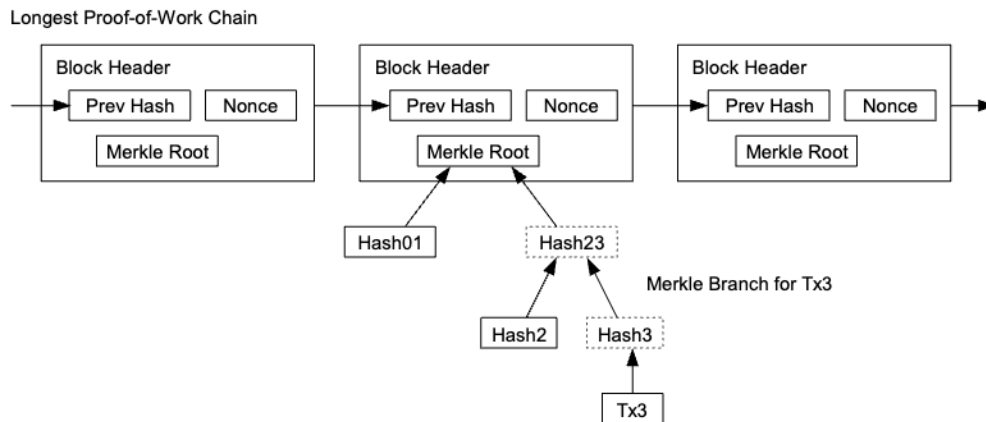 Longest Proof-of-Work Chain
Block Header
Prev Hash
Nonce
Merkle Root
Block Header
Prev Hash
Nonce
Merkle Root
Block Header
Prev Hash
Nonce
Merkle Root
Hash01
Hash23
Merkle Branch for Tx3
Hash2
Hash3
Tx3